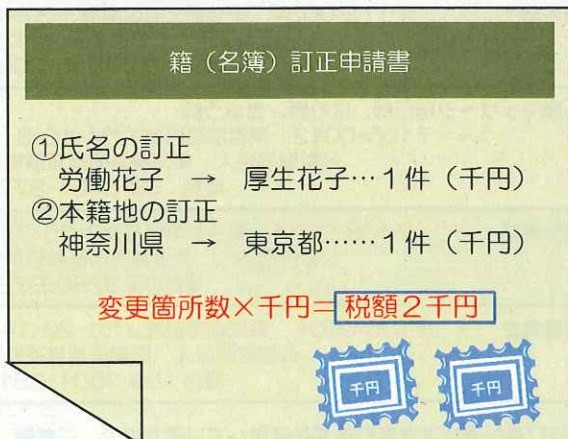 籍（名簿）訂正申請書
①氏名の訂正
労働花子　→　厚生花子…１件（千円）
②本籍地の訂正
神奈川県　→　東京都……１件（千円）
変更箇所数×千円＝税額２千円
千円　千円